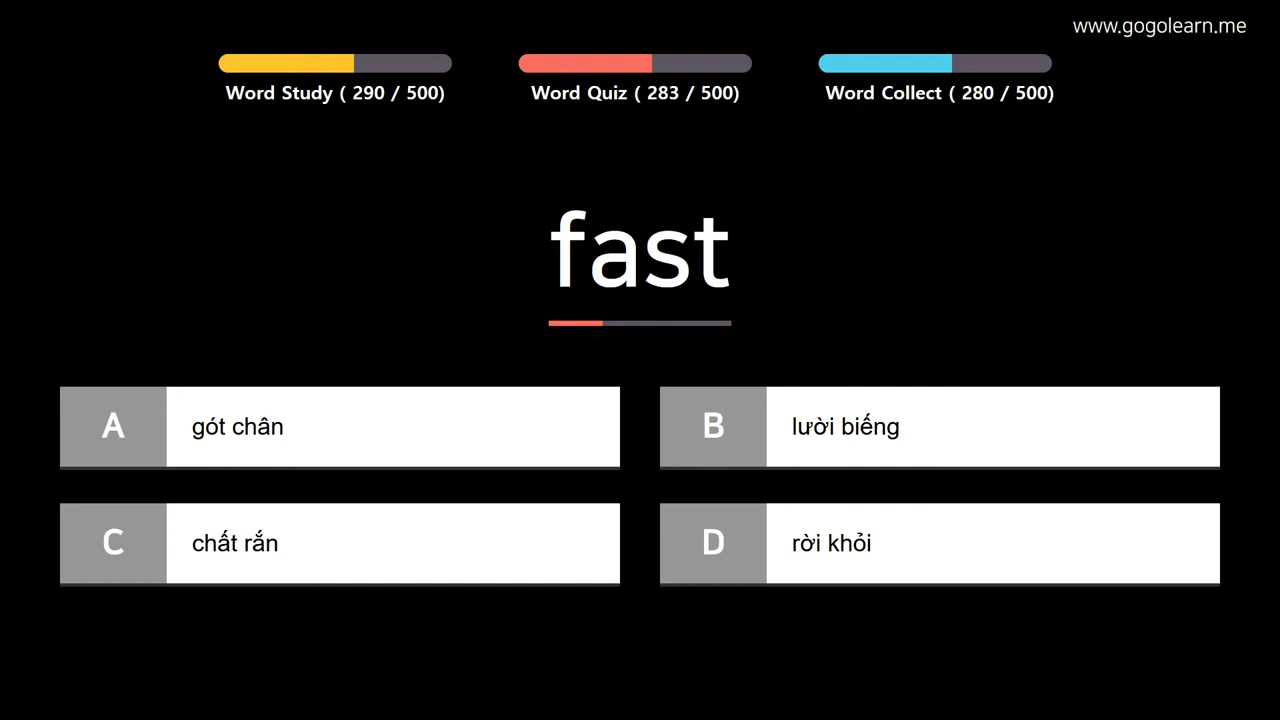 www.gogolearn.me
Word Study ( 290 / 500)
Word Quiz ( 283 / 500)
Word Collect ( 280 / 500)
fast
A gót chân
B lười biếng
C chất rắn
D rời khỏi